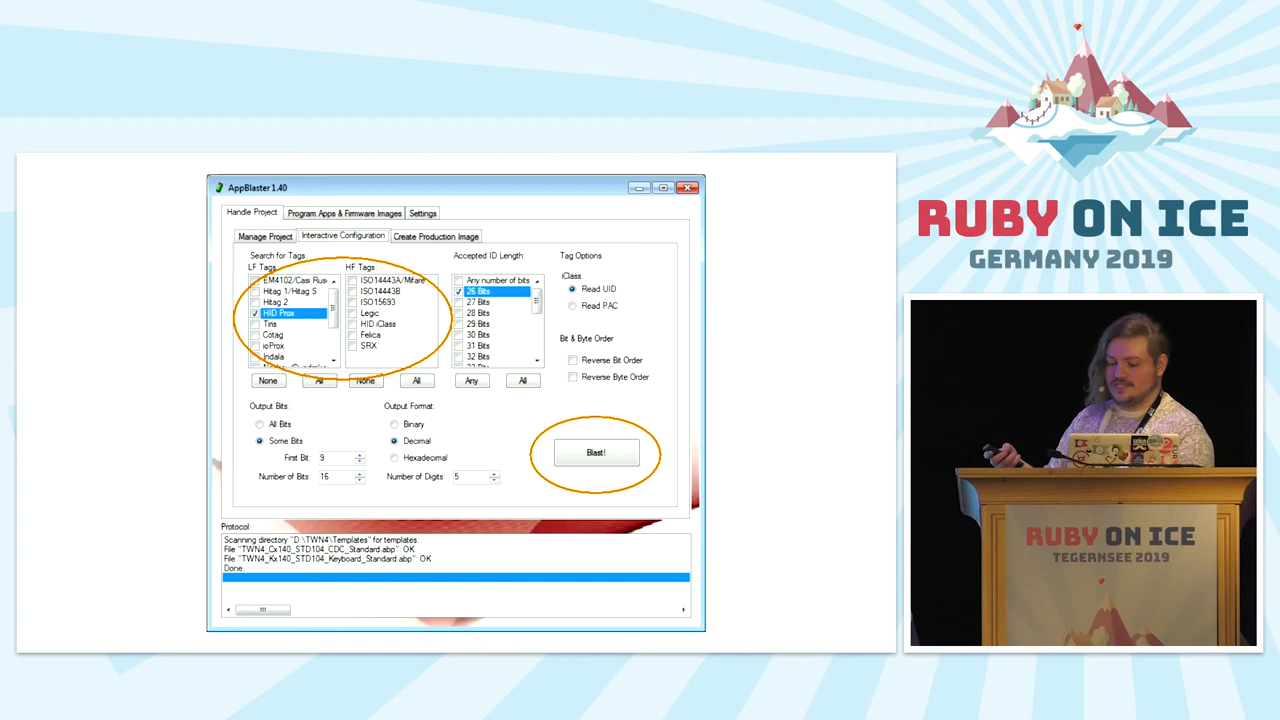 AppBlaster 1.40
Handle Project
Program Apps & Firmware Images
Settings
Manage Project
Interactive Configuration
Create Production Image
Search for Tags
LF Tags:
EM4102/Casi Rus
Hitag 1/Hitag S
Hitag 2
HID Prox
Tiris
Cotag
ioProx
Indala
None
All
HF Tags:
ISO14443A/Mifare
ISO14443B
ISO15693
Legic
HID iClass
Felica
SRX
None
All
Accepted ID Length:
Any number of bits
26 Bits
27 Bits
28 Bits
29 Bits
30 Bits
31 Bits
32 Bits
Any
All
Tag Options
iClass:
Read UID
Read PAC
Bit & Byte Order
Reverse Bit Order
Reverse Byte Order
Output Bits:
All Bits
Some Bits
First Bit: 9
Number of Bits: 16
Output Format:
Binary
Decimal
Hexadecimal
Number of Digits: 5
Blast!
Protocol:
Scanning directory "D:\TWN4\Templates" for templates:
File "TWN4_Cx140_STD104_CDC_Standard.abp": OK
File "TWN4_Kx140_STD104_Keyboard_Standard.abp": OK
Done
RUBY ON ICE
GERMANY 2019
RUBY ON ICE
TEGERNSEE 2019